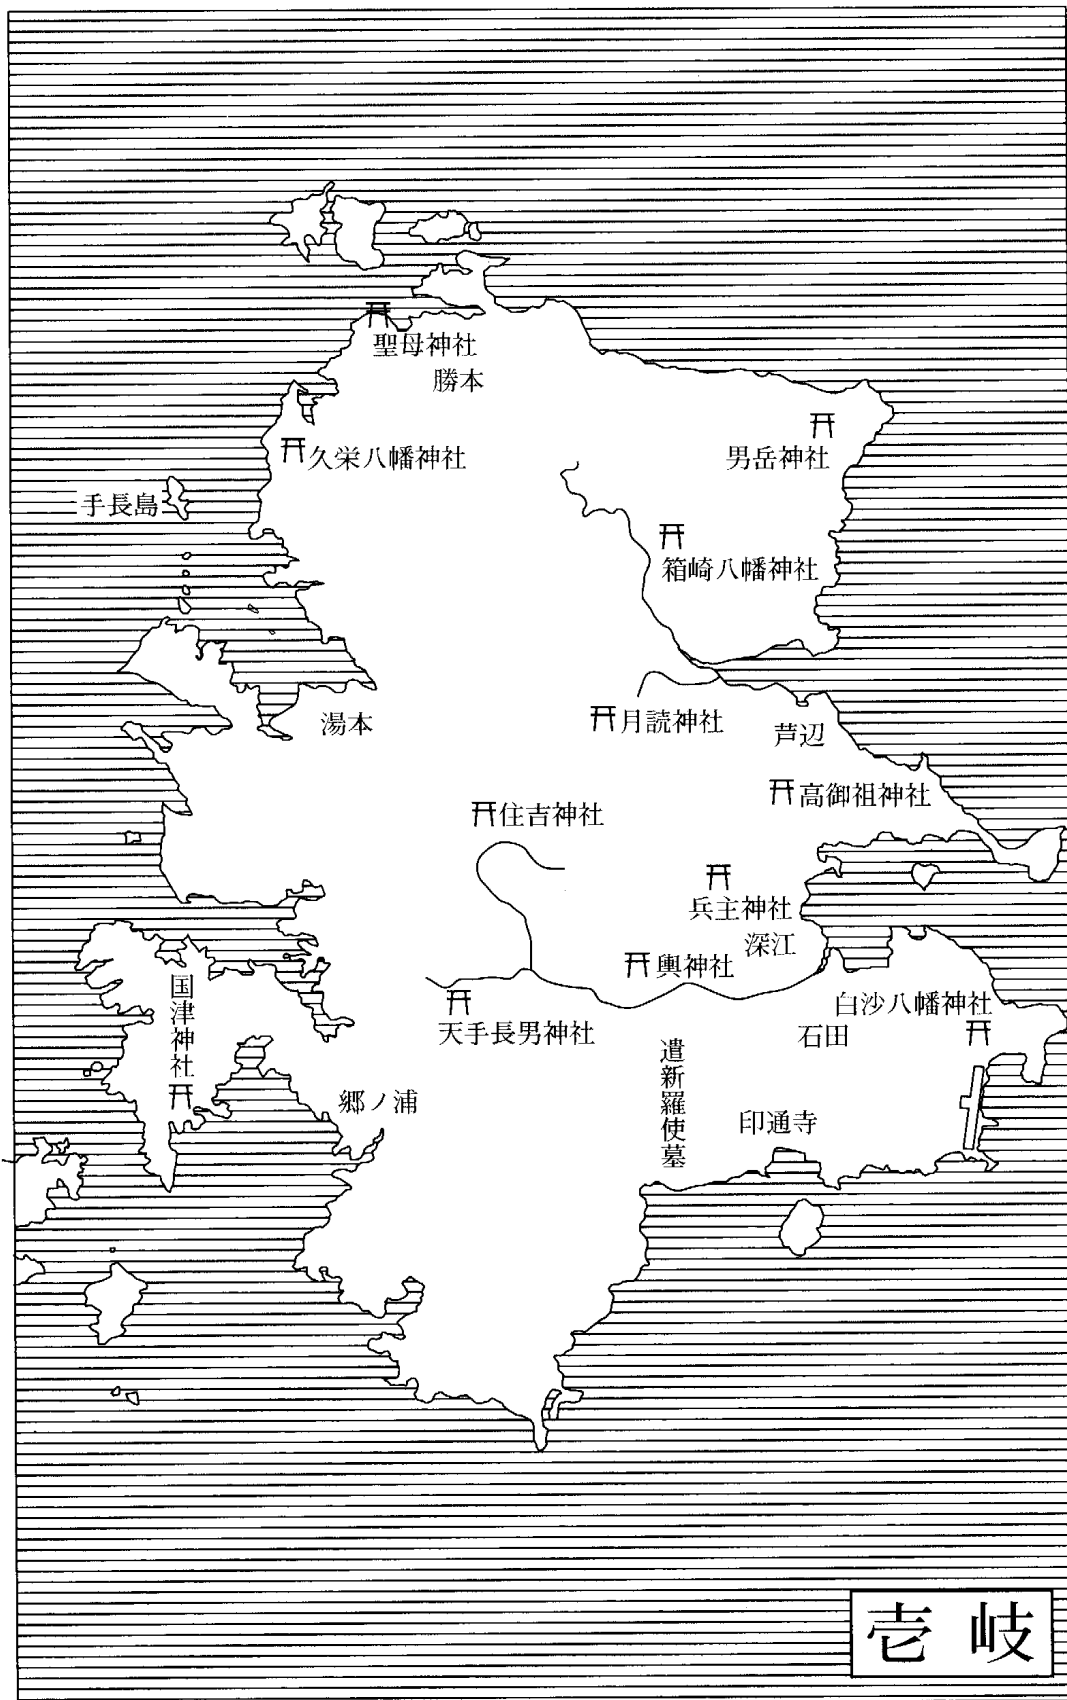 聖母神社
勝本
久栄八幡神社
男岳神社
手長島
箱崎八幡神社
湯本
月読神社
芦辺
高御祖神社
住吉神社
兵主神社
深江
輿神社
国津神社
天手長男神社
白沙八幡神社
石田
遣新羅使墓
郷ノ浦
印通寺
壱岐